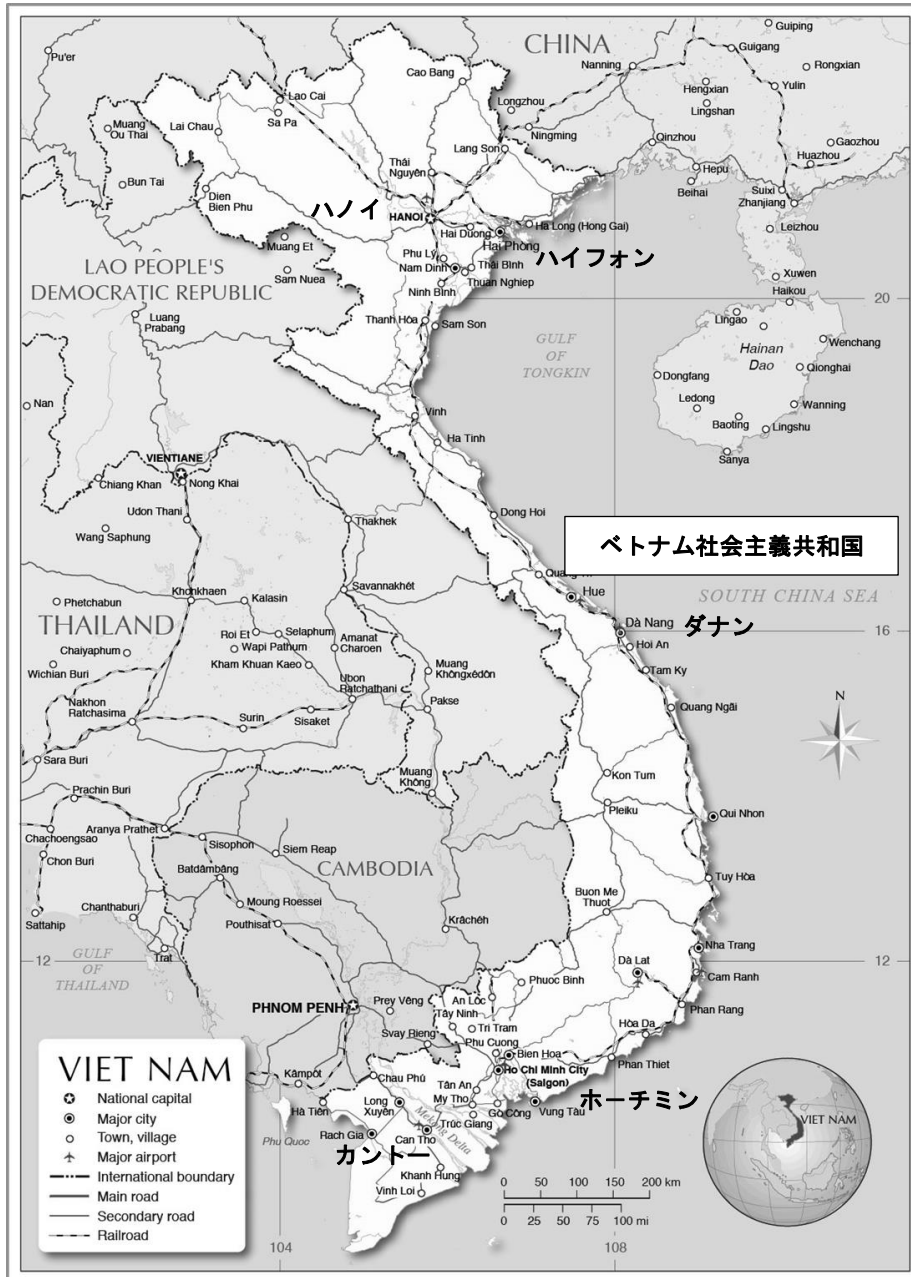 CHINA
Guiping
Guigang
Rongxian
Pu'er
Nanning
Cao Bang
Hengxian
Yulin
Lingshan
Lao Cai
Longzhou
Sa Pa
Muang
Ou Thai
Lai Chau
Ningming
Qinzhou
Gaozhou
Lang Son
Huazhou
Thái
Nguyên
Hepu
Bun Tai
Beihai
Suixi
Zhanjiang
Dien
Bien Phu
ハノイ
HANOI
Ha Long (Hong Gai)
Hai Duong
Leizhou
Hai Phòng
ハイフォン
Muang Et
Phu Lý
LAO PEOPLE'S
DEMOCRATIC REPUBLIC
Sam Nuea
Nam Dinh
Thái Bình
Thuan Nghiep
Ninh Bình
Xuwen
Haikou
20
Luang
Prabang
Thanh Hóa
Sam Son
Lingao
GULF
OF
TONGKIN
Hainan
Dao
Wenchang
Qionghai
Dongfang
Nan
Ledong
Wanning
Vinh
Baoting
Lingshu
Ha Tinh
Sanya
VIENTIANE
Chiang Khan
Nong Khai
Udon Thani
Dong Hoi
Thakhek
Wang Saphung
ベトナム社会主義共和国
Savannakhét
Hue
SOUTH CHINA SEA
Phetchabun
Khonkhaen
Kalasin
THAILAND
Dà Nang
ダナン
16
Roi Et
Selaphum
Wapi Pathum
Amanat
Charoen
Hoi An
Chaiyaphum
Wichian Buri
Kham Khuan Kaeo
Muang
Khôngxédôn
Tam Ky
Ubon
Ratchathani
Nakhon
Ratchasima
Pakse
Quang Ngãi
N
Surin
Sisaket
Sara Buri
Muang
Không
Kon Tum
Prachin Buri
Pleiku
Qui Nhon
Aranya Prathet
Chachoengsao
Sisophon
Siem Reap
Chon Buri
CAMBODIA
Batdâmbâng
Tuy Hòa
Moung Roessei
Buon Me
Thuot
Chanthaburi
Sattahip
Pouthisat
Krâchéh
Nha Trang
GULF
OF
THAILAND
Trat
12
Dà Lat
12
Phuoc Binh
Cam Ranh
PHNOM PENH
Prey Vêng
An Lôc
Tây Ninh
Phan Rang
Tri Tram
Hòa Da
Svay Rieng
Phu Cuong
Bien Hoa
Phan Thiet
Ho Chi Minh City
(Saigon)
ホーチミン
Kâmpôt
Chau Phú
Tân An
My Tho
Hà Tiên
Long
Xuyên
Gò Công
Vung Tàu
Trúc Giang
Phu Quoc
Rach Gia
Can Tho
Mekong Delta
カントー
Khanh Hung
Vinh Loi
VIET NAM
National capital
Major city
Town, village
Major airport
International boundary
Main road
Secondary road
Railroad
VIET NAM
0 50 100 150 200 km
0 25 50 75 100 mi
104
108